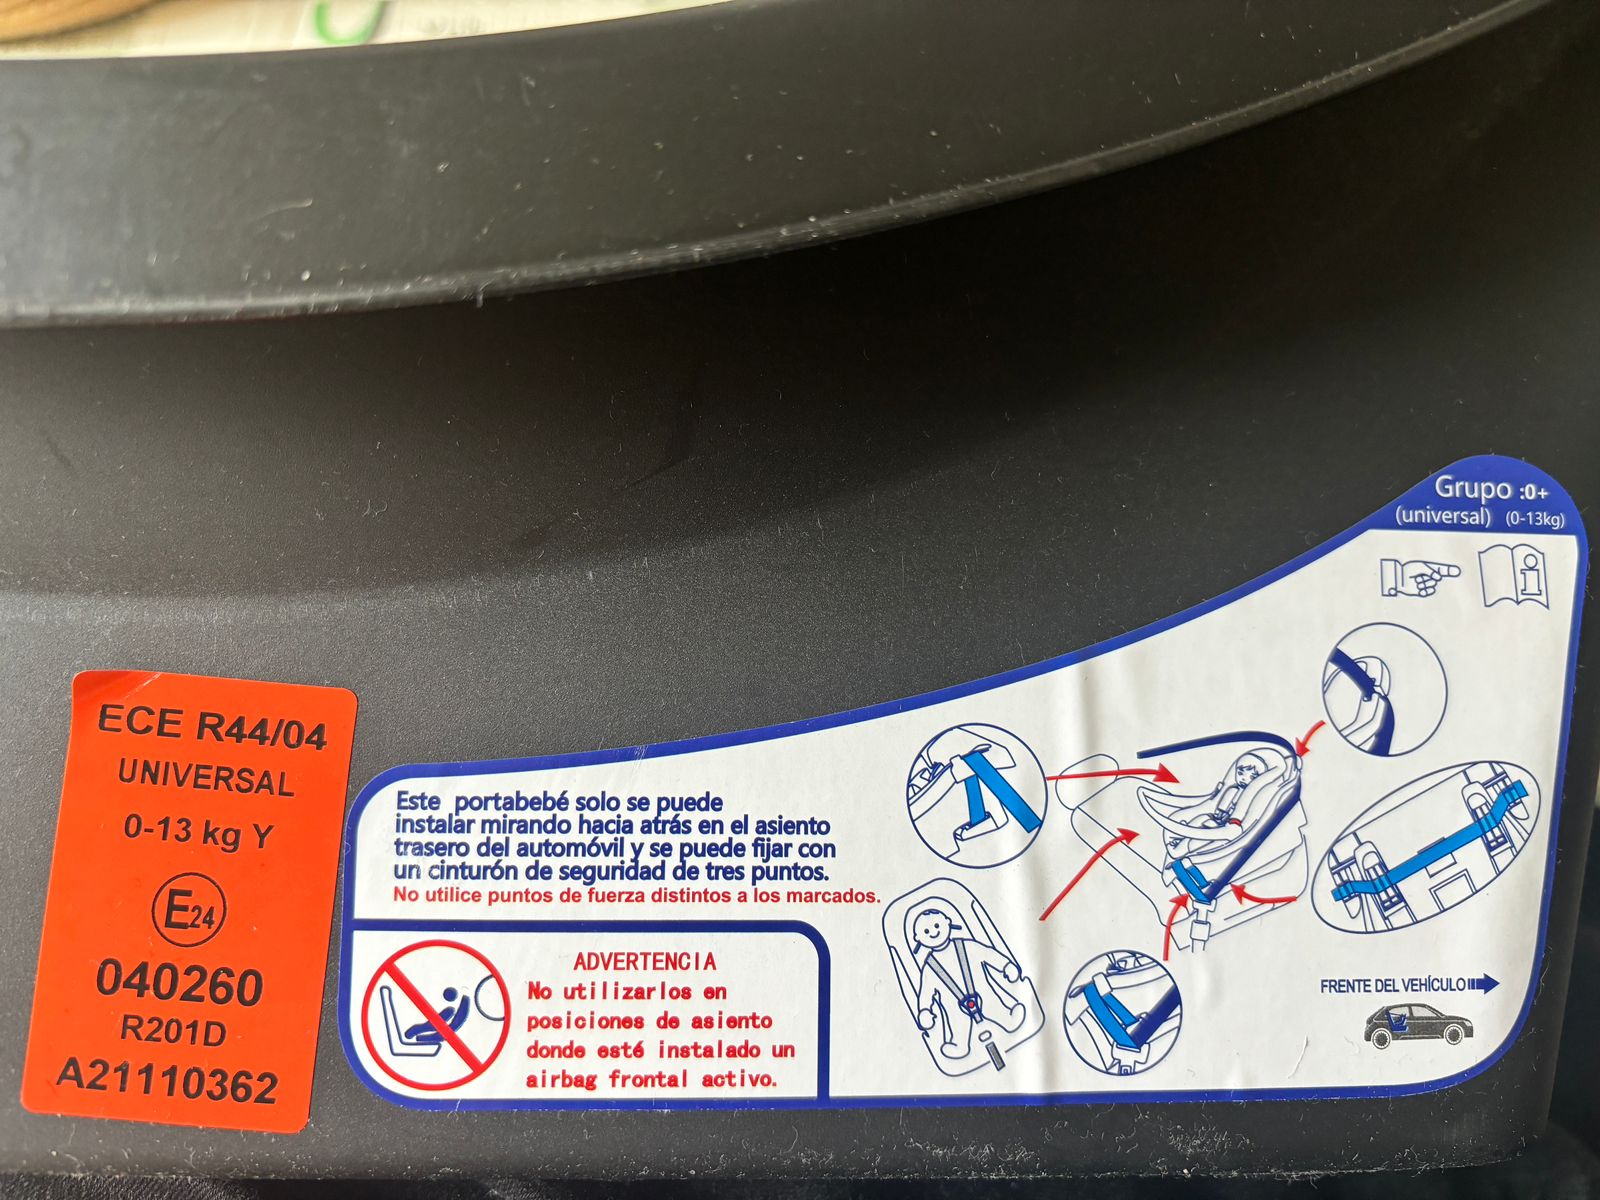 Grupo :0+
(universal) (0-13kg)
ECE R44/04
UNIVERSAL
0-13 kg Y
E24
040260
R201D
A21110362
Este portabebé solo se puede
instalar mirando hacia atrás en el asiento
trasero del automóvil y se puede fijar con
un cinturón de seguridad de tres puntos.
No utilice puntos de fuerza distintos a los marcados.
ADVERTENCIA
No utilizarlos en
posiciones de asiento
donde esté instalado un
airbag frontal activo.
FRENTE DEL VEHÍCULO